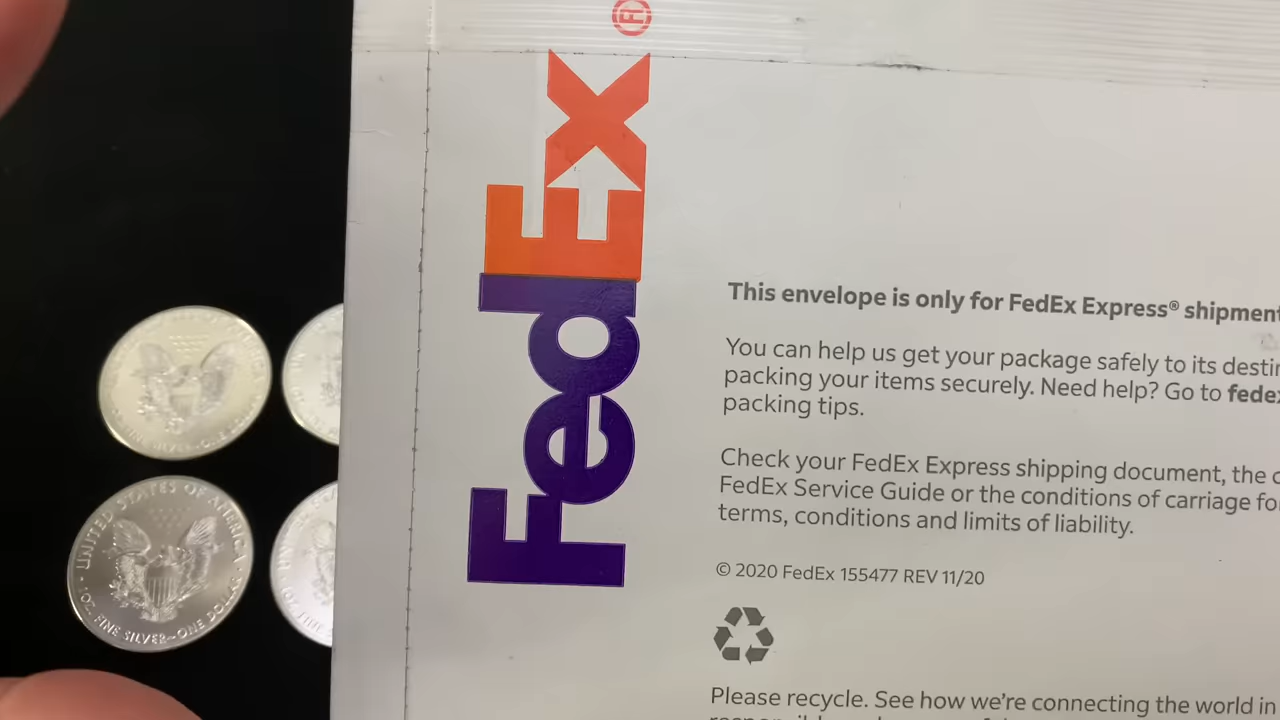 FedEx®
This envelope is only for FedEx Express® shipment
You can help us get your package safely to its
packing your items securely. Need help? Go to
packing tips.
Check your FedEx Express shipping document, the
FedEx Service Guide or the conditions of carriage
terms, conditions and limits of liability.
© 2020 FedEx 155477 REV 11/20
Please recycle. See how we're connecting the world in
UNITED STATES OF AMERICA
1 OZ. FINE SILVER~ONE DOLLAR